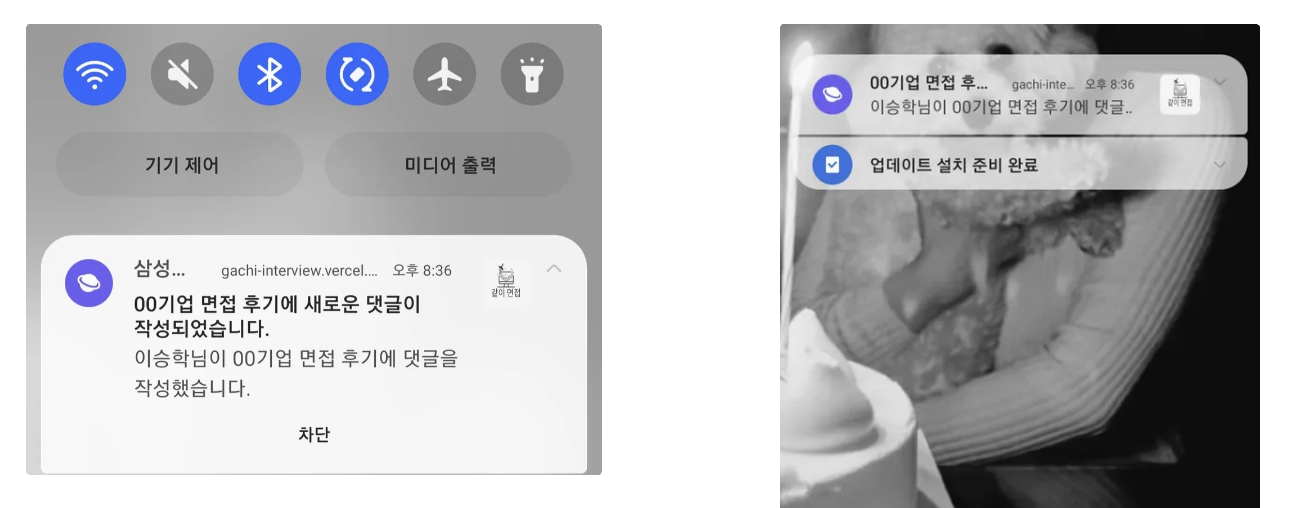 기기 제어
미디어 출력
삼성... gachi-interview.vercel.... 오후 8:36
같이 면접
00기업 면접 후기에 새로운 댓글이
작성되었습니다.
이승학님이 00기업 면접 후기에 댓글을
작성했습니다.
차단
00기업 면접 후... gachi-inte... 오후 8:36
이승학님이 00기업 면접 후기에 댓글..
같이 면접
업데이트 설치 준비 완료